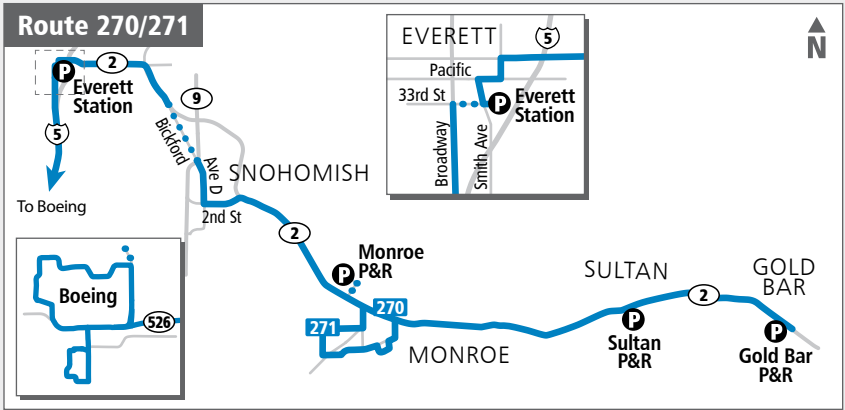 Route 270/271
N
P
2
Everett
Station
9
5
Bickford
Ave D
SNOHOMISH
2nd St
To Boeing
EVERETT
5
Pacific
33rd St
P
Everett
Station
Broadway
Smith Ave
2
Monroe
P&R
P
270
271
MONROE
SULTAN
2
GOLD
BAR
P
Sultan
P&R
P
Gold Bar
P&R
Boeing
526